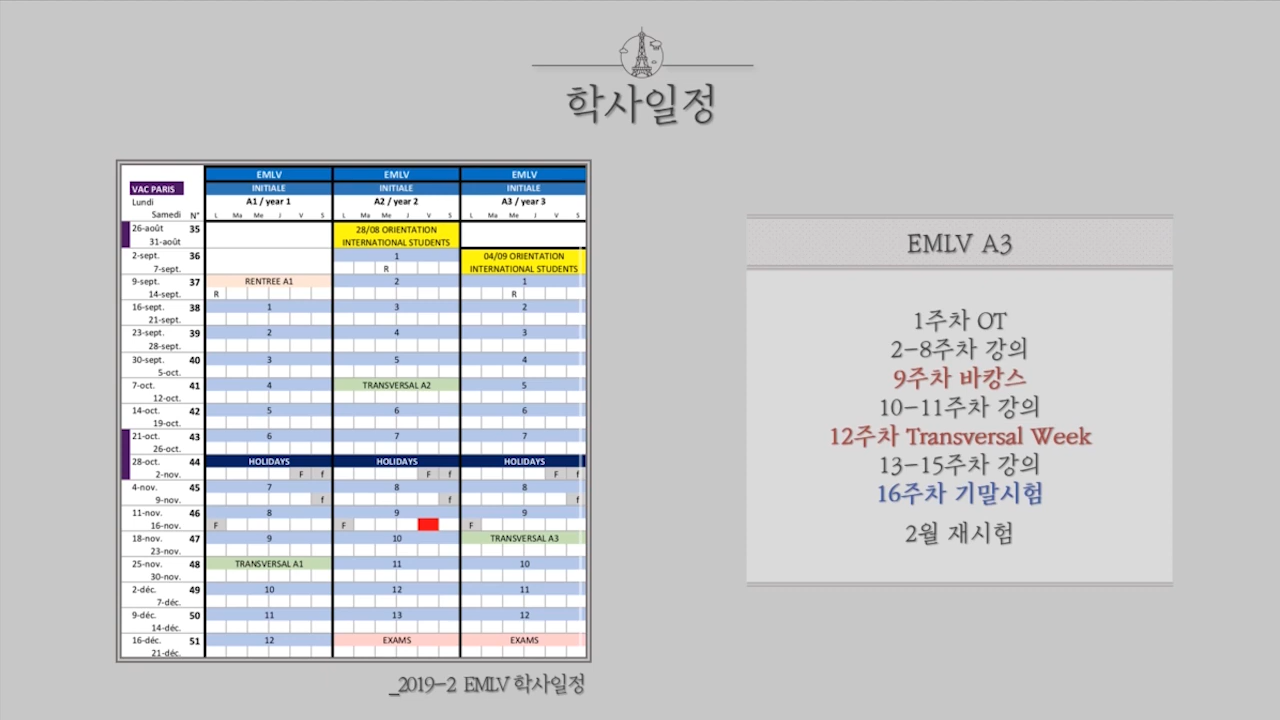 학사일정
EMLV EMLV EMLV
VAC PARIS INITIALE INITIALE INITIALE
Lundi A1 / year 1 A2 / year 2 A3 / year 3
Samedi N° L Ma Me J V S L Ma Me J V S L Ma Me J V S
26-août 35 28/08 ORIENTATION
31-août INTERNATIONAL STUDENTS
2-sept. 36 1 04/09 ORIENTATION
7-sept. R INTERNATIONAL STUDENTS
9-sept. 37 RENTREE A1 2 1
14-sept. R R
16-sept. 38 1 3 2
21-sept.
23-sept. 39 2 4 3
28-sept.
30-sept. 40 3 5 4
5-oct.
7-oct. 41 4 TRANSVERSAL A2 5
12-oct.
14-oct. 42 5 6 6
19-oct.
21-oct. 43 6 7 7
26-oct.
28-oct. 44 HOLIDAYS HOLIDAYS HOLIDAYS
2-nov. F f F f F f
4-nov. 45 7 8 8
9-nov. f f f
11-nov. 46 8 9 9
16-nov. F F F
18-nov. 47 9 10 TRANSVERSAL A3
23-nov.
25-nov. 48 TRANSVERSAL A1 11 10
30-nov.
2-déc. 49 10 12 11
7-déc.
9-déc. 50 11 13 12
14-déc.
16-déc. 51 12 EXAMS EXAMS
21-déc.
_2019-2 EMLV 학사일정
EMLV A3
1주차 OT
2-8주차 강의
9주차 바캉스
10-11주차 강의
12주차 Transversal Week
13-15주차 강의
16주차 기말시험
2월 재시험